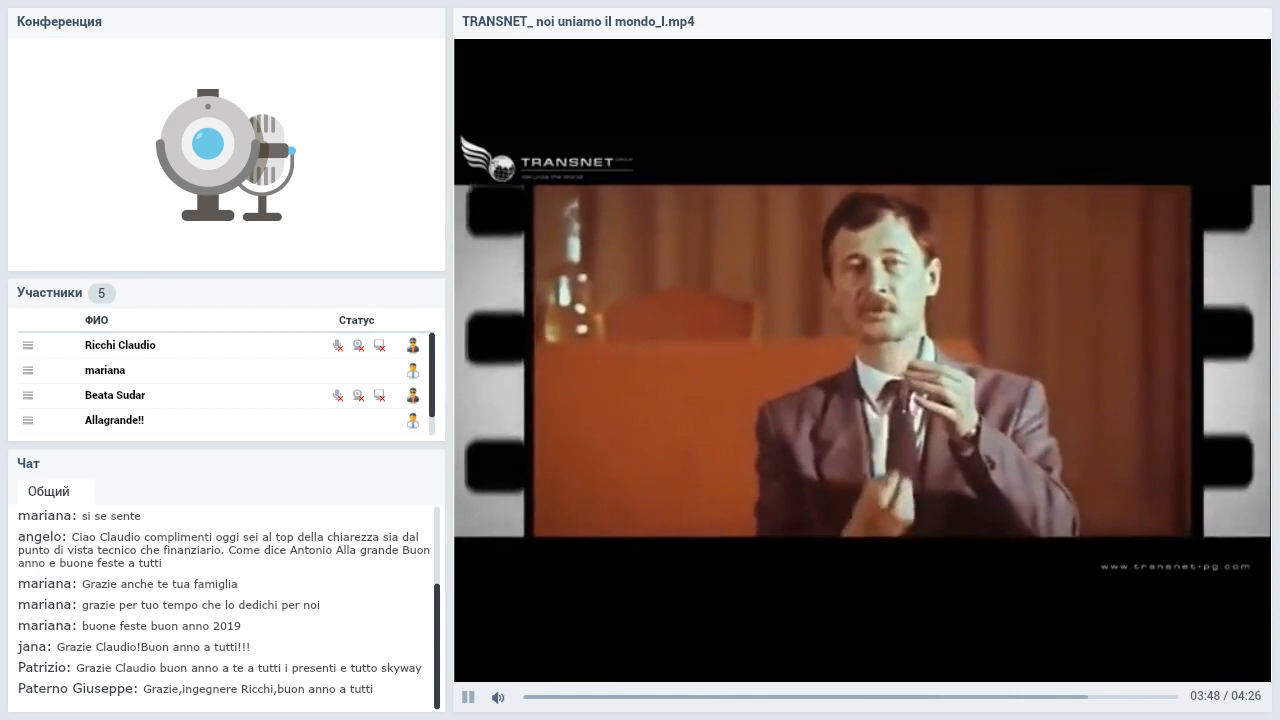 Конференция
TRANSNET_ noi uniamo il mondo_I.mp4
TRANSNET GROUP
www.transnet-pg.com
03:48 / 04:26
Участники 5
ФИО Статус
Ricchi Claudio
mariana
Beata Sudar
Allagrande!!
Чат
Общий
mariana: si se sente
angelo: Ciao Claudio complimenti oggi sei al top della chiarezza sia dal
punto di vista tecnico che finanziario. Come dice Antonio Alla grande Buon
anno e buone feste a tutti
mariana: Grazie anche te tua famiglia
mariana: grazie per tuo tempo che lo dedichi per noi
mariana: buone feste buon anno 2019
jana: Grazie Claudio!Buon anno a tutti!!!
Patrizio: Grazie Claudio buon anno a te a tutti i presenti e tutto skyway
Paterno Giuseppe: Grazie,ingegnere Ricchi,buon anno a tutti